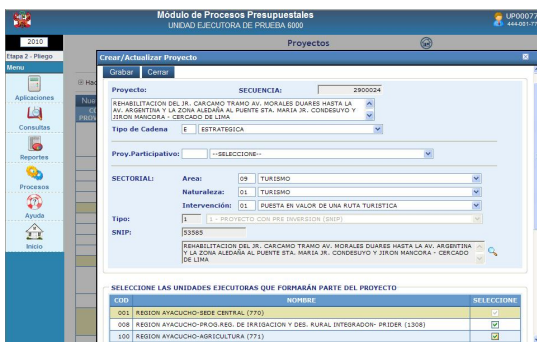 Módulo de Procesos Presupuestales
UNIDAD EJECUTORA DE PRUEBA 6000
UP00077
2010
Proyectos
Etapa 2 - Pliego
Menu
Aplicaciones
Consultas
Reportes
Procesos
Ayuda
Inicio
Crear/Actualizar Proyecto
Grabar Cerrar
Proyecto: SECUENCIA: 2900024
REHABILITACION DEL JR. CARCAMO TRAMO AV. MORALES DUARES HASTA LA
AV. ARGENTINA Y LA ZONA ALEDAÑA AL PUENTE STA. MARIA JR. CONDESUYO Y
JIRON MANCORA - CERCADO DE LIMA
Tipo de Cadena E ESTRATEGICA
Proy.Participativo: --SELECCIONE--
SECTORIAL: Area: 09 TURISMO
Naturaleza: 01 TURISMO
Intervención: 01 PUESTA EN VALOR DE UNA RUTA TURISTICA
Tipo: 1 1 - PROYECTO CON PRE INVERSION (SNIP)
SNIP: 53585
REHABILITACION DEL JR. CARCAMO TRAMO AV. MORALES DUARES HASTA LA AV. ARGENTINA
Y LA ZONA ALEDAÑA AL PUENTE STA. MARIA JR. CONDESUYO Y JIRON MANCORA - CERCADO
DE LIMA
SELECCIONE LAS UNIDADES EJECUTORAS QUE FORMARÁN PARTE DEL PROYECTO
COD NOMBRE SELECCIONE
001 REGION AYACUCHO-SEDE CENTRAL (770)
008 REGION AYACUCHO-PROG.REG. DE IRRIGACION Y DES. RURAL INTEGRADON- PRIDER (1308)
100 REGION AYACUCHO-AGRICULTURA (771)